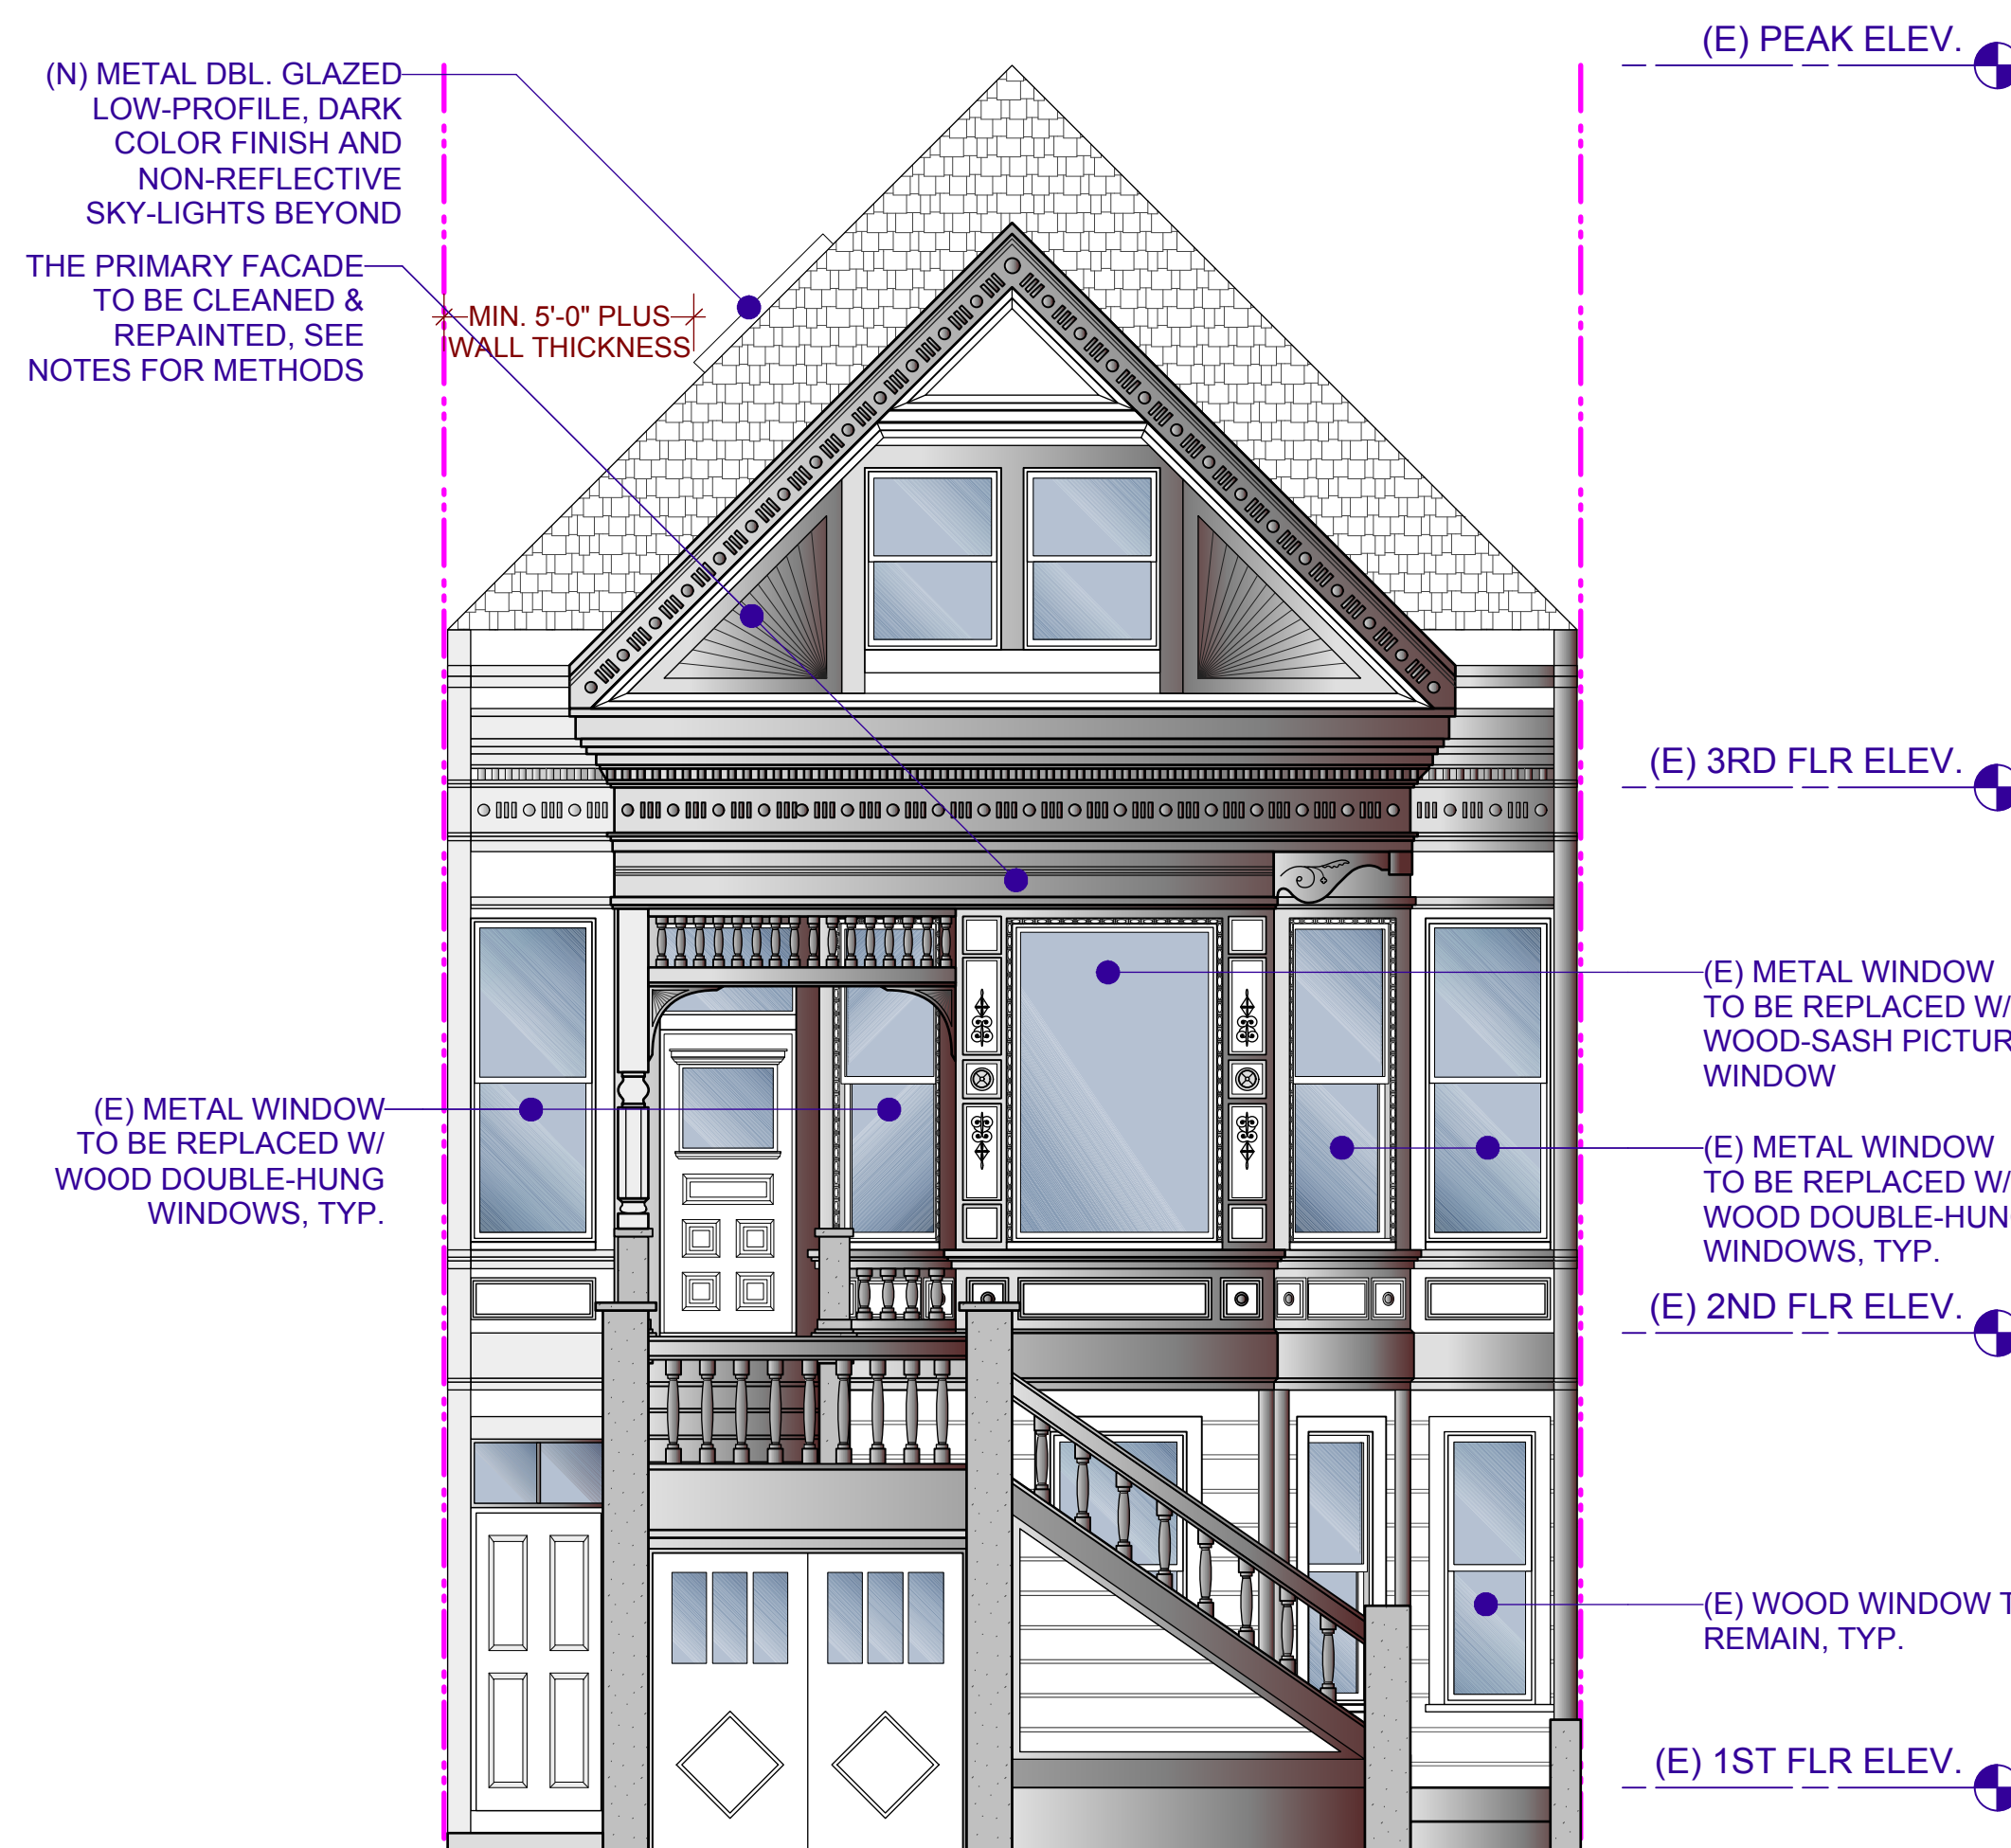 (N) METAL DBL. GLAZED
LOW-PROFILE, DARK
COLOR FINISH AND
NON-REFLECTIVE
SKY-LIGHTS BEYOND
THE PRIMARY FACADE
TO BE CLEANED &
REPAINTED, SEE
NOTES FOR METHODS
MIN. 5'-0" PLUS
WALL THICKNESS
(E) METAL WINDOW
TO BE REPLACED W/
WOOD DOUBLE-HUNG
WINDOWS, TYP.
(E) PEAK ELEV.
(E) 3RD FLR ELEV.
(E) METAL WINDOW
TO BE REPLACED W/
WOOD-SASH PICTUR
WINDOW
(E) METAL WINDOW
TO BE REPLACED W/
WOOD DOUBLE-HUN
WINDOWS, TYP.
(E) 2ND FLR ELEV.
(E) WOOD WINDOW T
REMAIN, TYP.
(E) 1ST FLR ELEV.